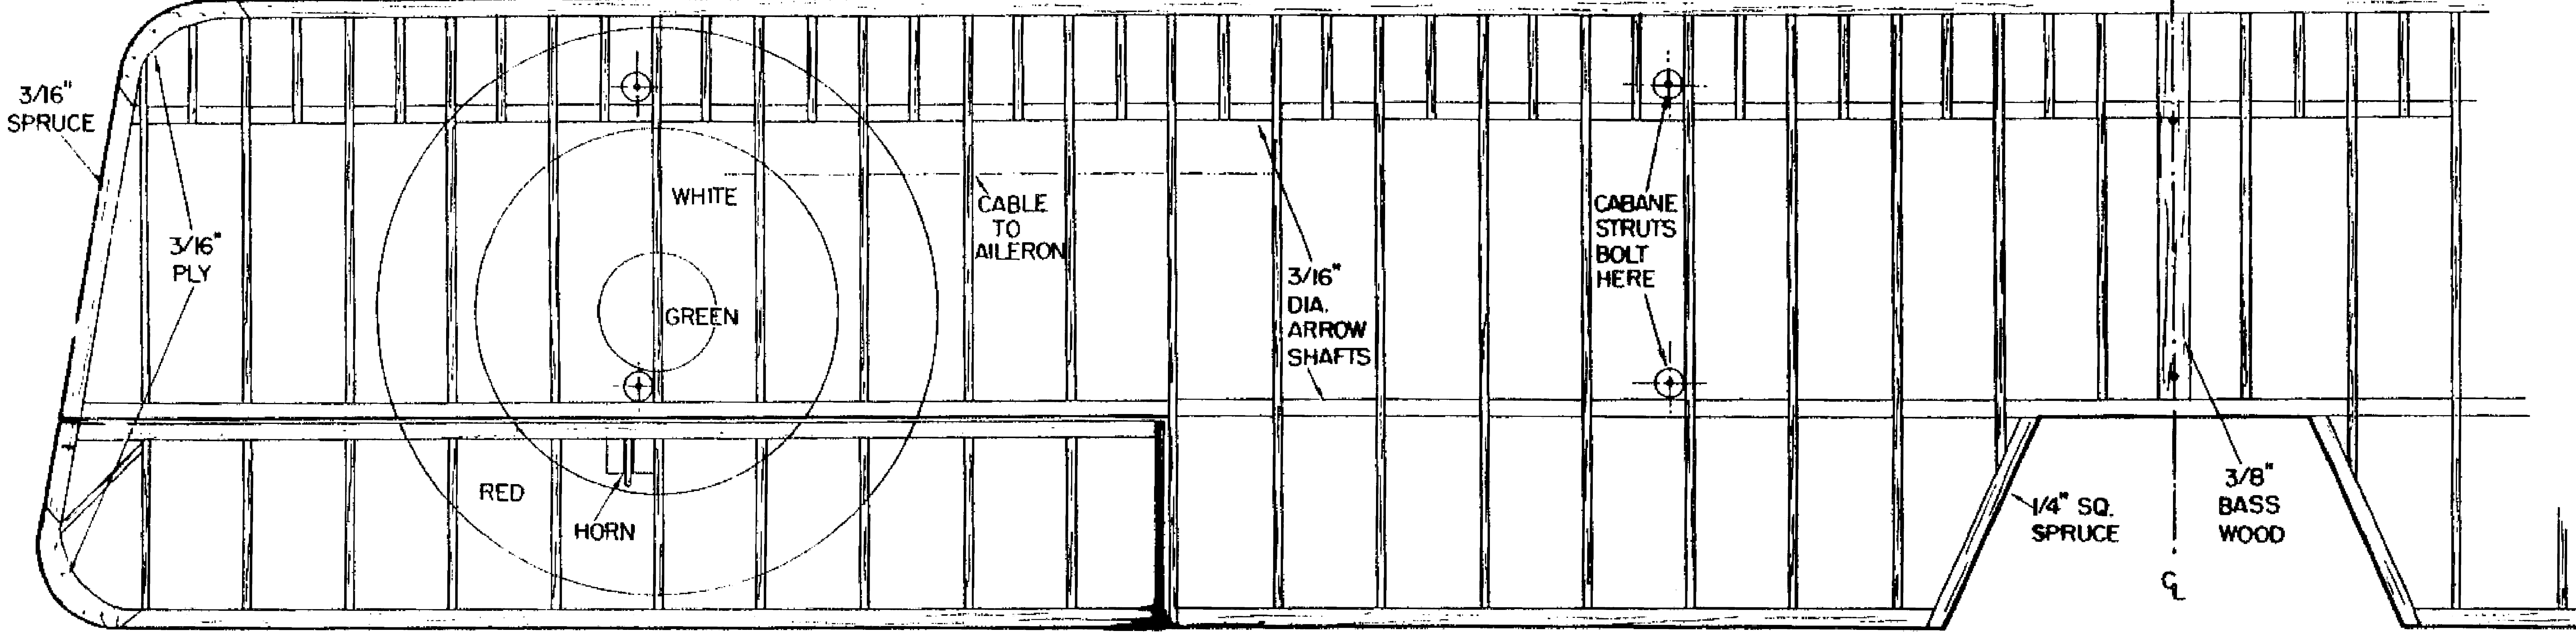 3/16"
SPRUCE
3/16"
PLY
WHITE
GREEN
RED
HORN
CABLE
TO
AILERON
3/16"
DIA.
ARROW
SHAFTS
CABANE
STRUTS
BOLT
HERE
1/4" SQ.
SPRUCE
3/8"
BASS
WOOD
CL